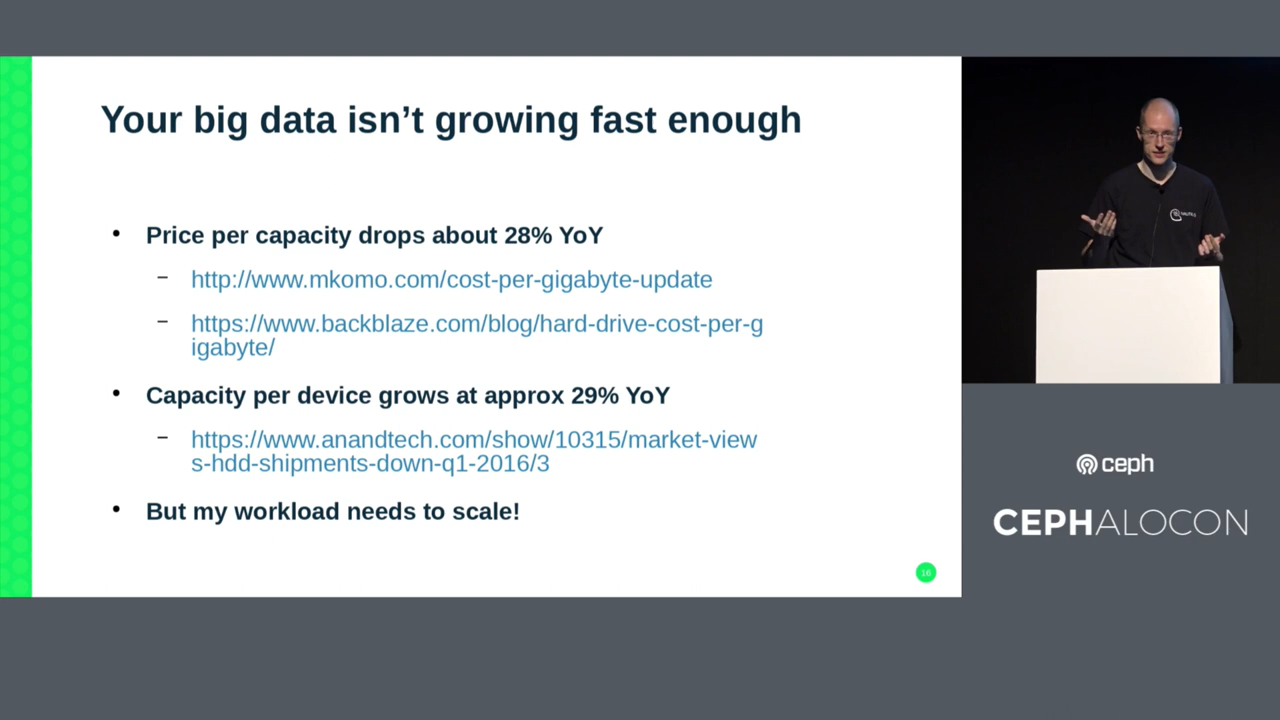 Your big data isn’t growing fast enough
• Price per capacity drops about 28% YoY
– http://www.mkomo.com/cost-per-gigabyte-update
– https://www.backblaze.com/blog/hard-drive-cost-per-g
igabyte/
• Capacity per device grows at approx 29% YoY
– https://www.anandtech.com/show/10315/market-view
s-hdd-shipments-down-q1-2016/3
• But my workload needs to scale!
16
ceph
CEPHALOCON